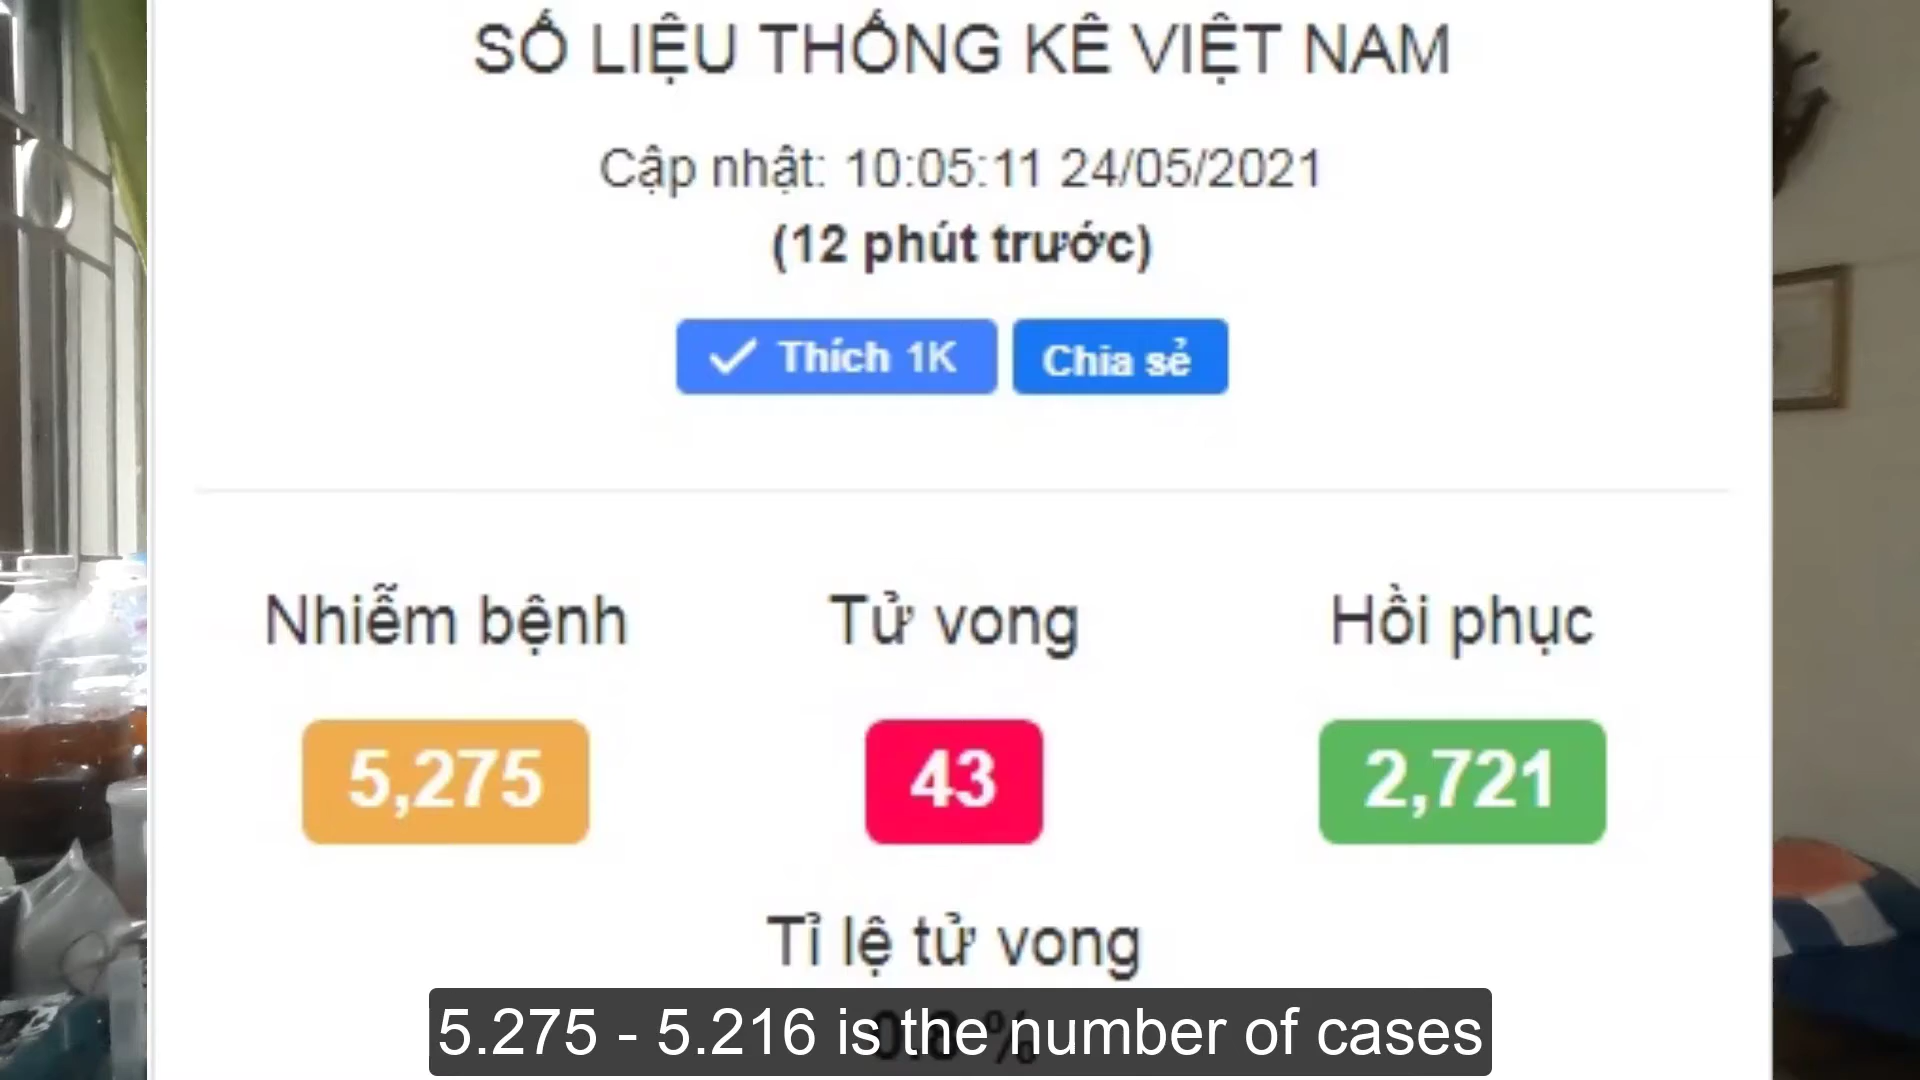 SỐ LIỆU THỐNG KÊ VIỆT NAM
Cập nhật: 10:05:11 24/05/2021
(12 phút trước)
Thích 1K
Chia sẻ
Nhiễm bệnh
Tử vong
Hồi phục
5,275
43
2,721
Tỉ lệ tử vong
5.275 - 5.216 is the number of cases